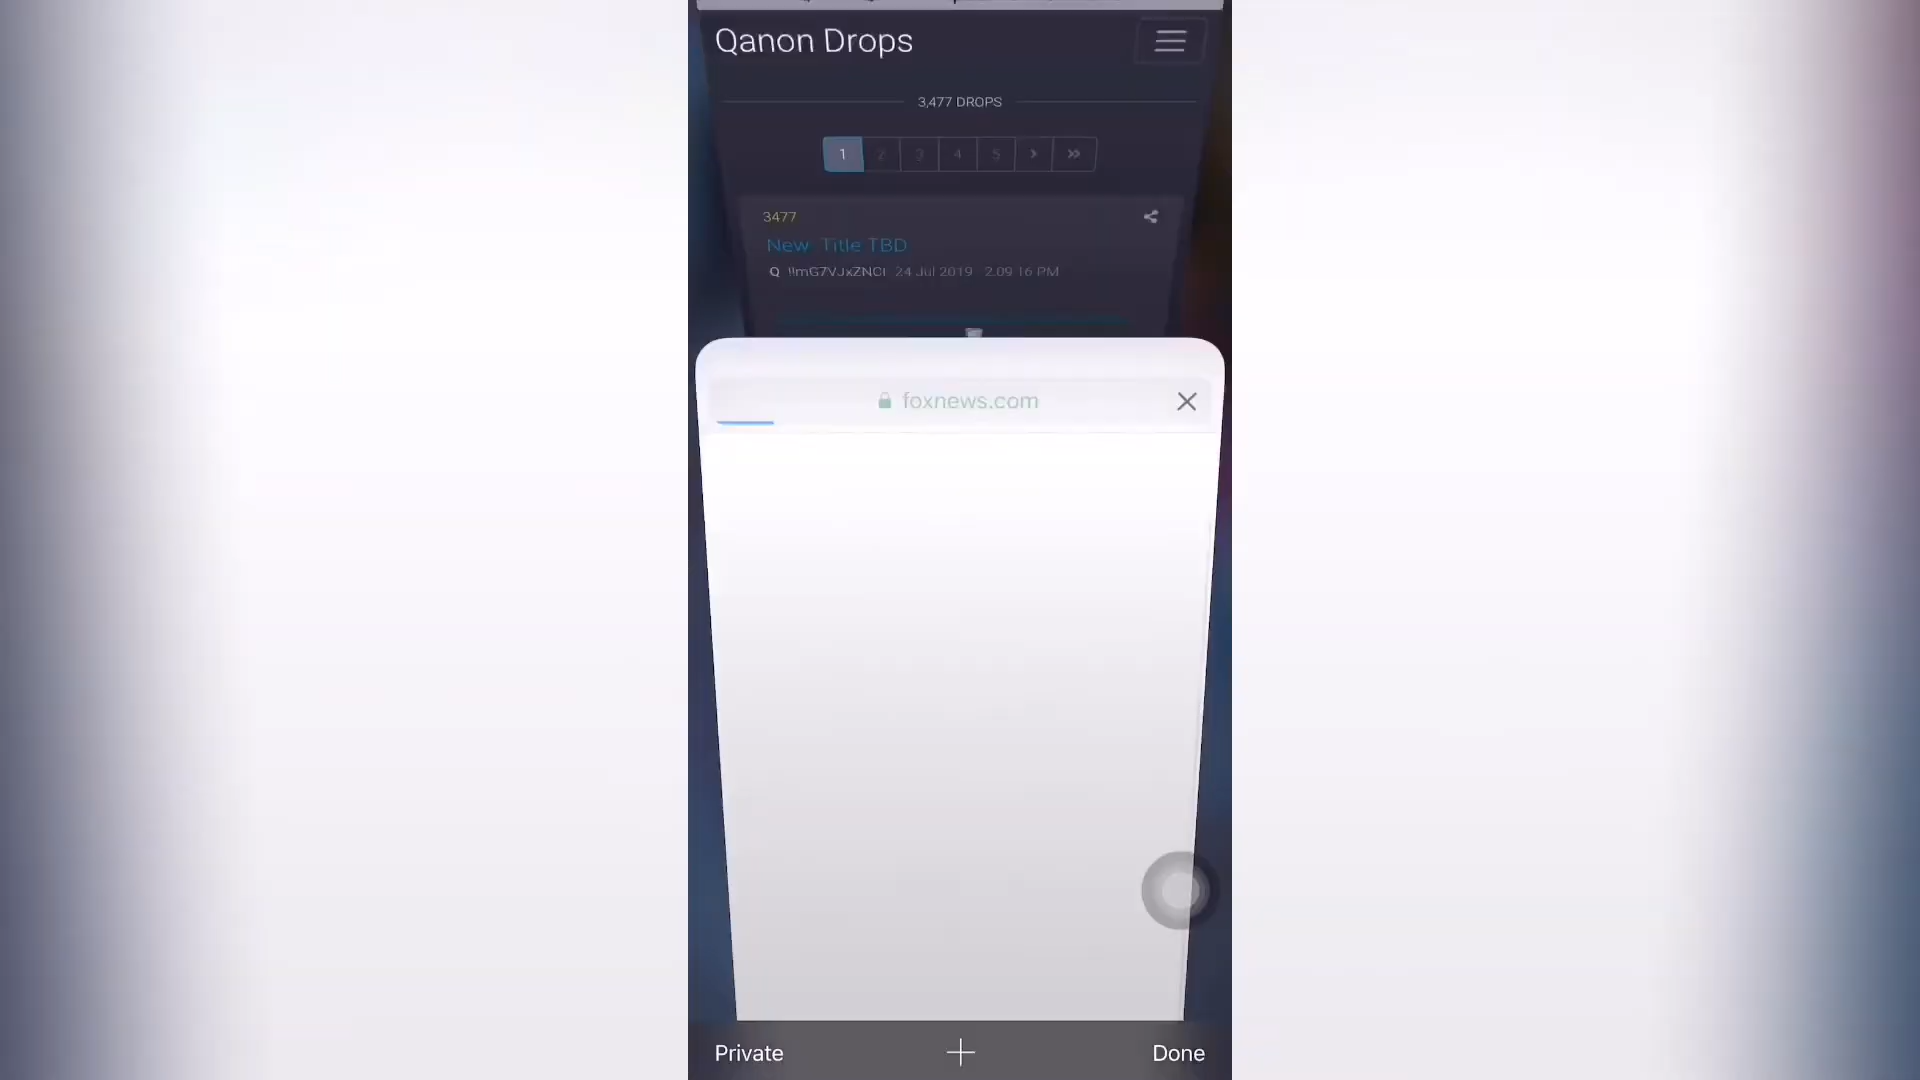 Qanon Drops
3,477 DROPS
1 2 3 4 5 › »
3477
New: Title TBD
Q !!mG7VJxZNCI 24 Jul 2019 2:09:16 PM
foxnews.com
Private + Done